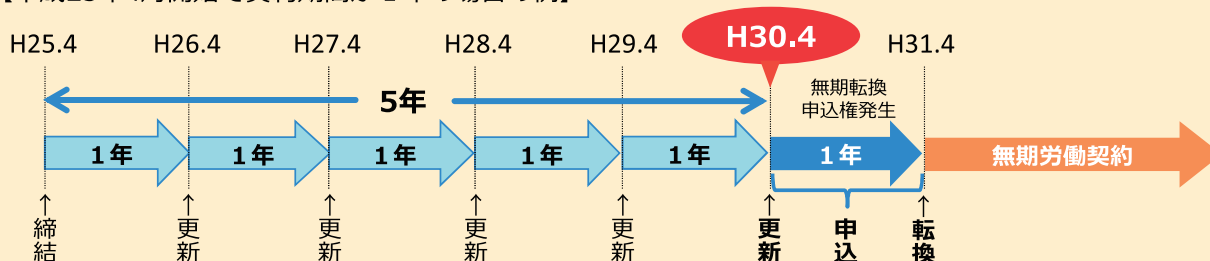 H25.4
H26.4
H27.4
H28.4
H29.4
H30.4
H31.4
5年
無期転換
申込権発生
1年
1年
1年
1年
1年
1年
無期労働契約
↑締結
↑更新
↑更新
↑更新
↑更新
↑更新
申込
↑転換